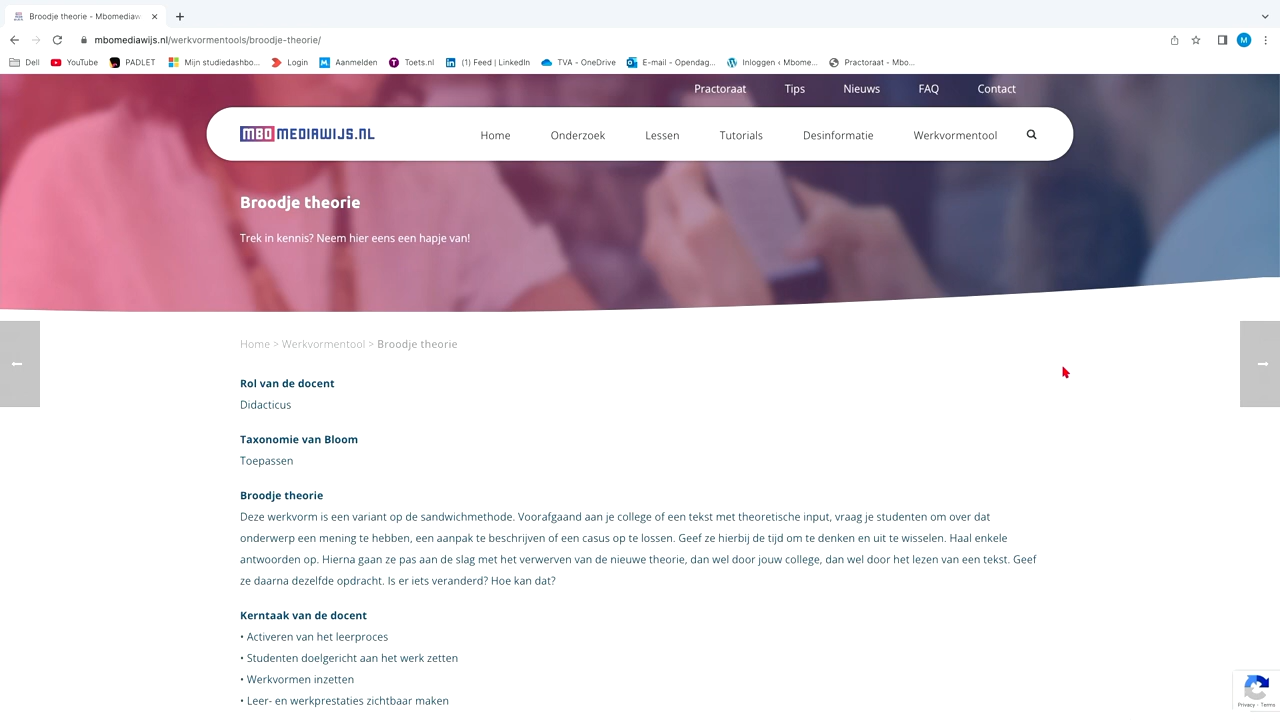 Broodje theorie - Mbomediaw
mbomediawijs.nl/werkvormentools/broodje-theorie/
M
Dell
YouTube
PADLET
Mijn studiedashbo...
Login
Aanmelden
Toets.nl
(1) Feed | LinkedIn
TVA - OneDrive
E-mail - Opendag...
Inloggen ‹ Mbome...
Practoraat - Mbo...
Practoraat Tips Nieuws FAQ Contact
MBOMEDIAWIJS.NL
Home Onderzoek Lessen Tutorials Desinformatie Werkvormentool
Broodje theorie
Trek in kennis? Neem hier eens een hapje van!
Home > Werkvormentool > Broodje theorie
Rol van de docent
Didacticus
Taxonomie van Bloom
Toepassen
Broodje theorie
Deze werkvorm is een variant op de sandwichmethode. Voorafgaand aan je college of een tekst met theoretische input, vraag je studenten om over dat
onderwerp een mening te hebben, een aanpak te beschrijven of een casus op te lossen. Geef ze hierbij de tijd om te denken en uit te wisselen. Haal enkele
antwoorden op. Hierna gaan ze pas aan de slag met het verwerven van de nieuwe theorie, dan wel door jouw college, dan wel door het lezen van een tekst. Geef
ze daarna dezelfde opdracht. Is er iets veranderd? Hoe kan dat?
Kerntaak van de docent
• Activeren van het leerproces
• Studenten doelgericht aan het werk zetten
• Werkvormen inzetten
• Leer- en werkprestaties zichtbaar maken
Privacy - Terms